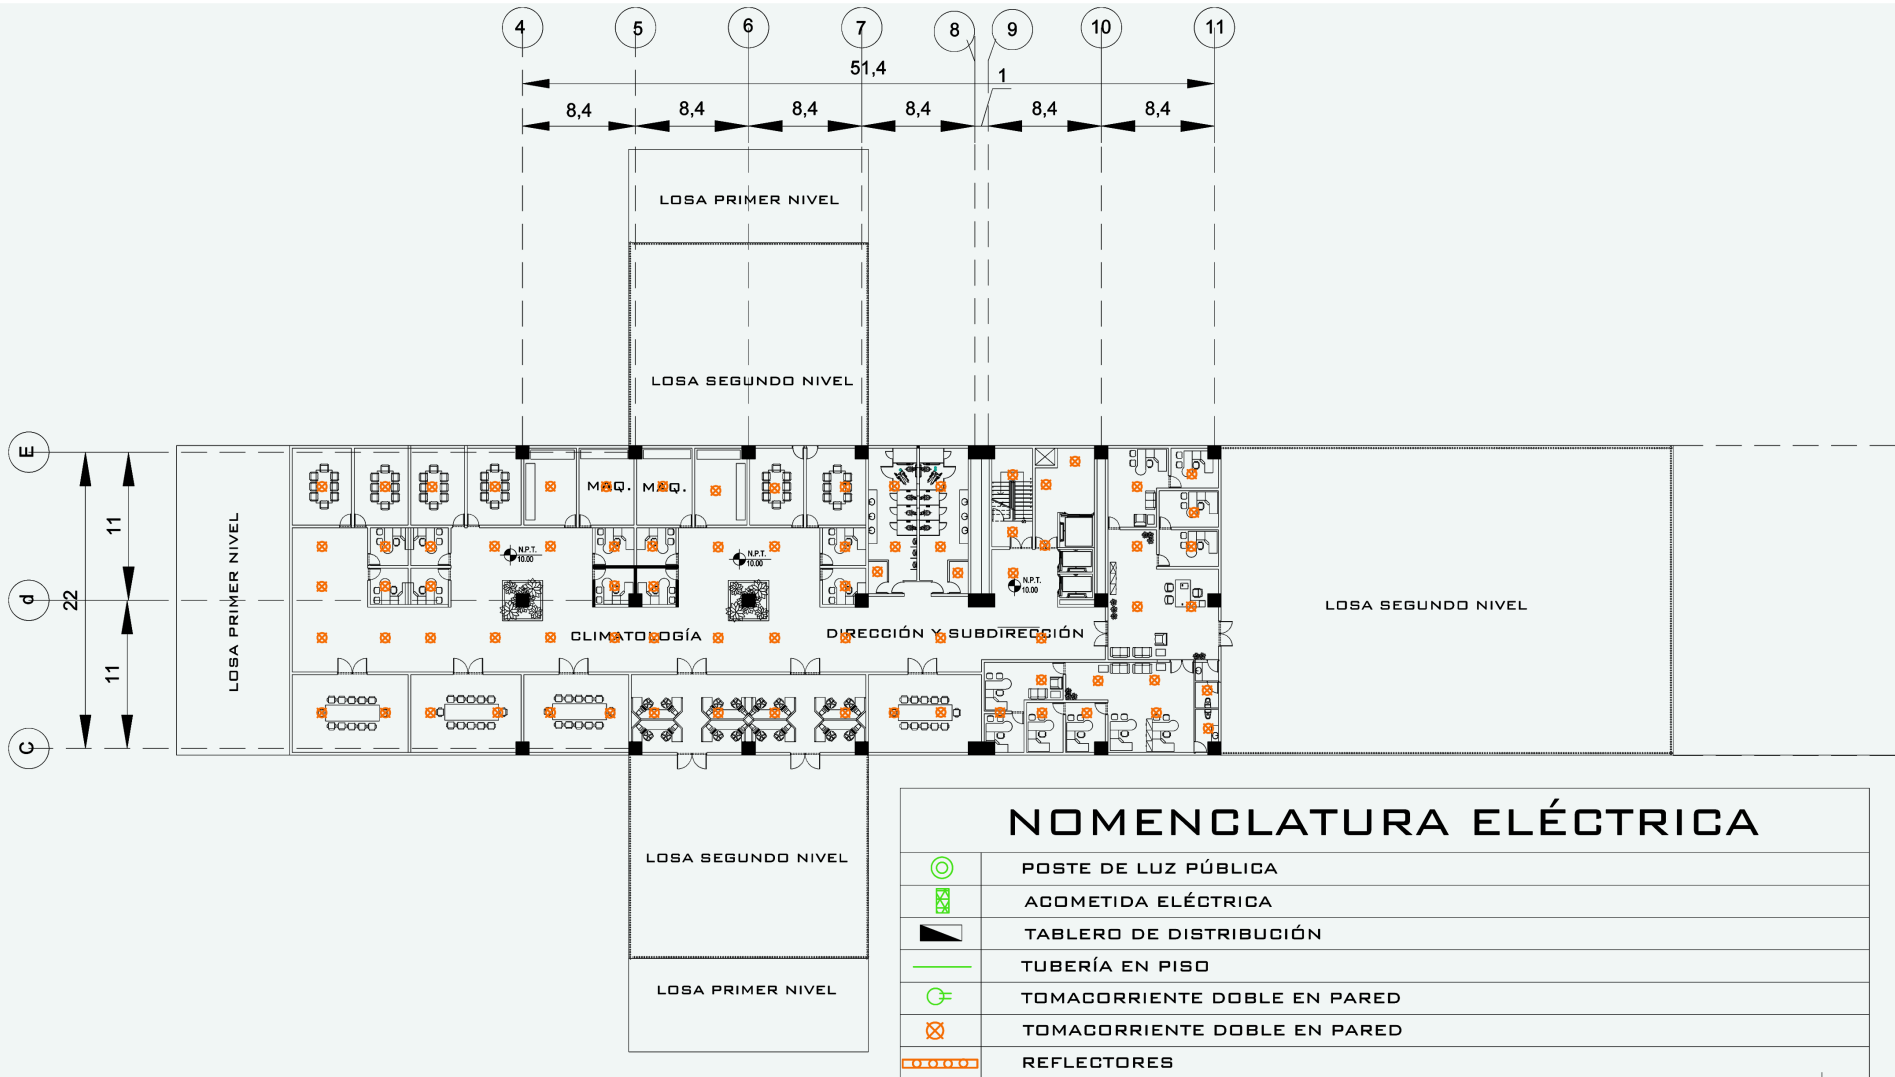 4 5 6 7 8 9 10 11
51,4
1
8,4 8,4 8,4 8,4 8,4 8,4
LOSA PRIMER NIVEL
LOSA SEGUNDO NIVEL
E
d
C
11
22
11
LOSA PRIMER NIVEL
MAQ. MAQ.
N.P.T.
10.00
N.P.T.
10.00
N.P.T.
10.00
CLIMATOLOGÍA
DIRECCIÓN Y SUBDIRECCIÓN
LOSA SEGUNDO NIVEL
LOSA SEGUNDO NIVEL
LOSA PRIMER NIVEL
NOMENCLATURA ELÉCTRICA
POSTE DE LUZ PÚBLICA
ACOMETIDA ELÉCTRICA
TABLERO DE DISTRIBUCIÓN
TUBERÍA EN PISO
TOMACORRIENTE DOBLE EN PARED
TOMACORRIENTE DOBLE EN PARED
REFLECTORES